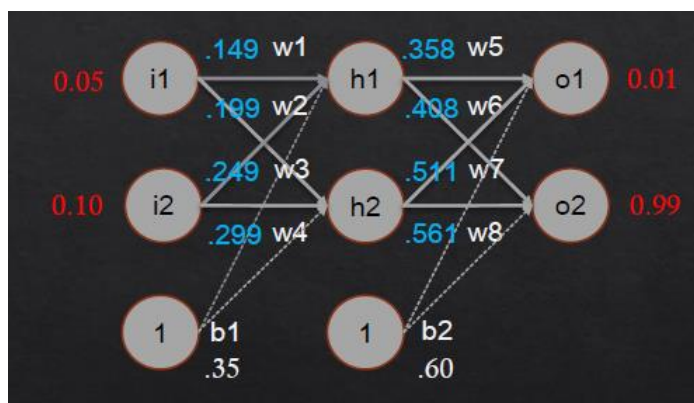 .149 w1 .358 w5
0.05 i1 h1 o1 0.01
.199 w2 .408 w6
.249 w3 .511 w7
0.10 i2 h2 o2 0.99
.299 w4 .561 w8
1 b1 1 b2
.35 .60